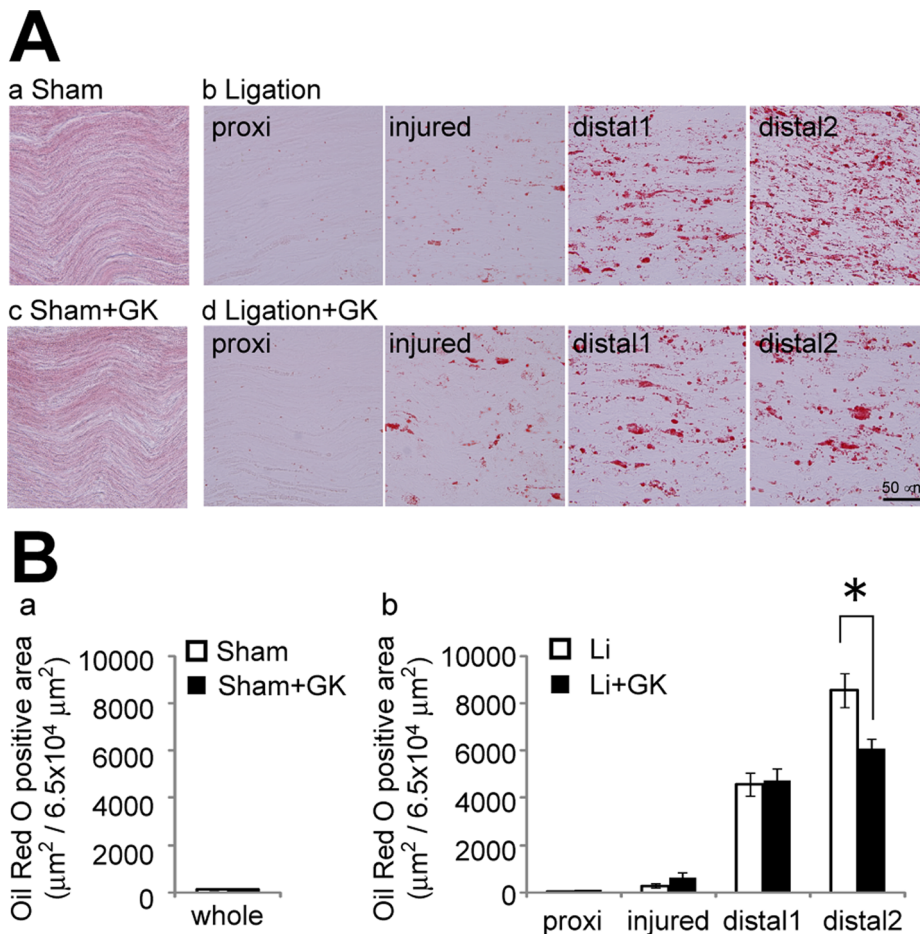 A
a Sham
b Ligation
proxi
injured
distal1
distal2
c Sham+GK
d Ligation+GK
proxi
injured
distal1
distal2
50
B
a
Oil Red O positive area
(µm² / 6.5x10⁴ µm²)
10000
8000
6000
4000
2000
0
Sham
Sham+GK
whole
b
Oil Red O positive area
(µm² / 6.5x10⁴ µm²)
10000
8000
6000
4000
2000
0
Li
Li+GK
*
proxi
injured
distal1
distal2